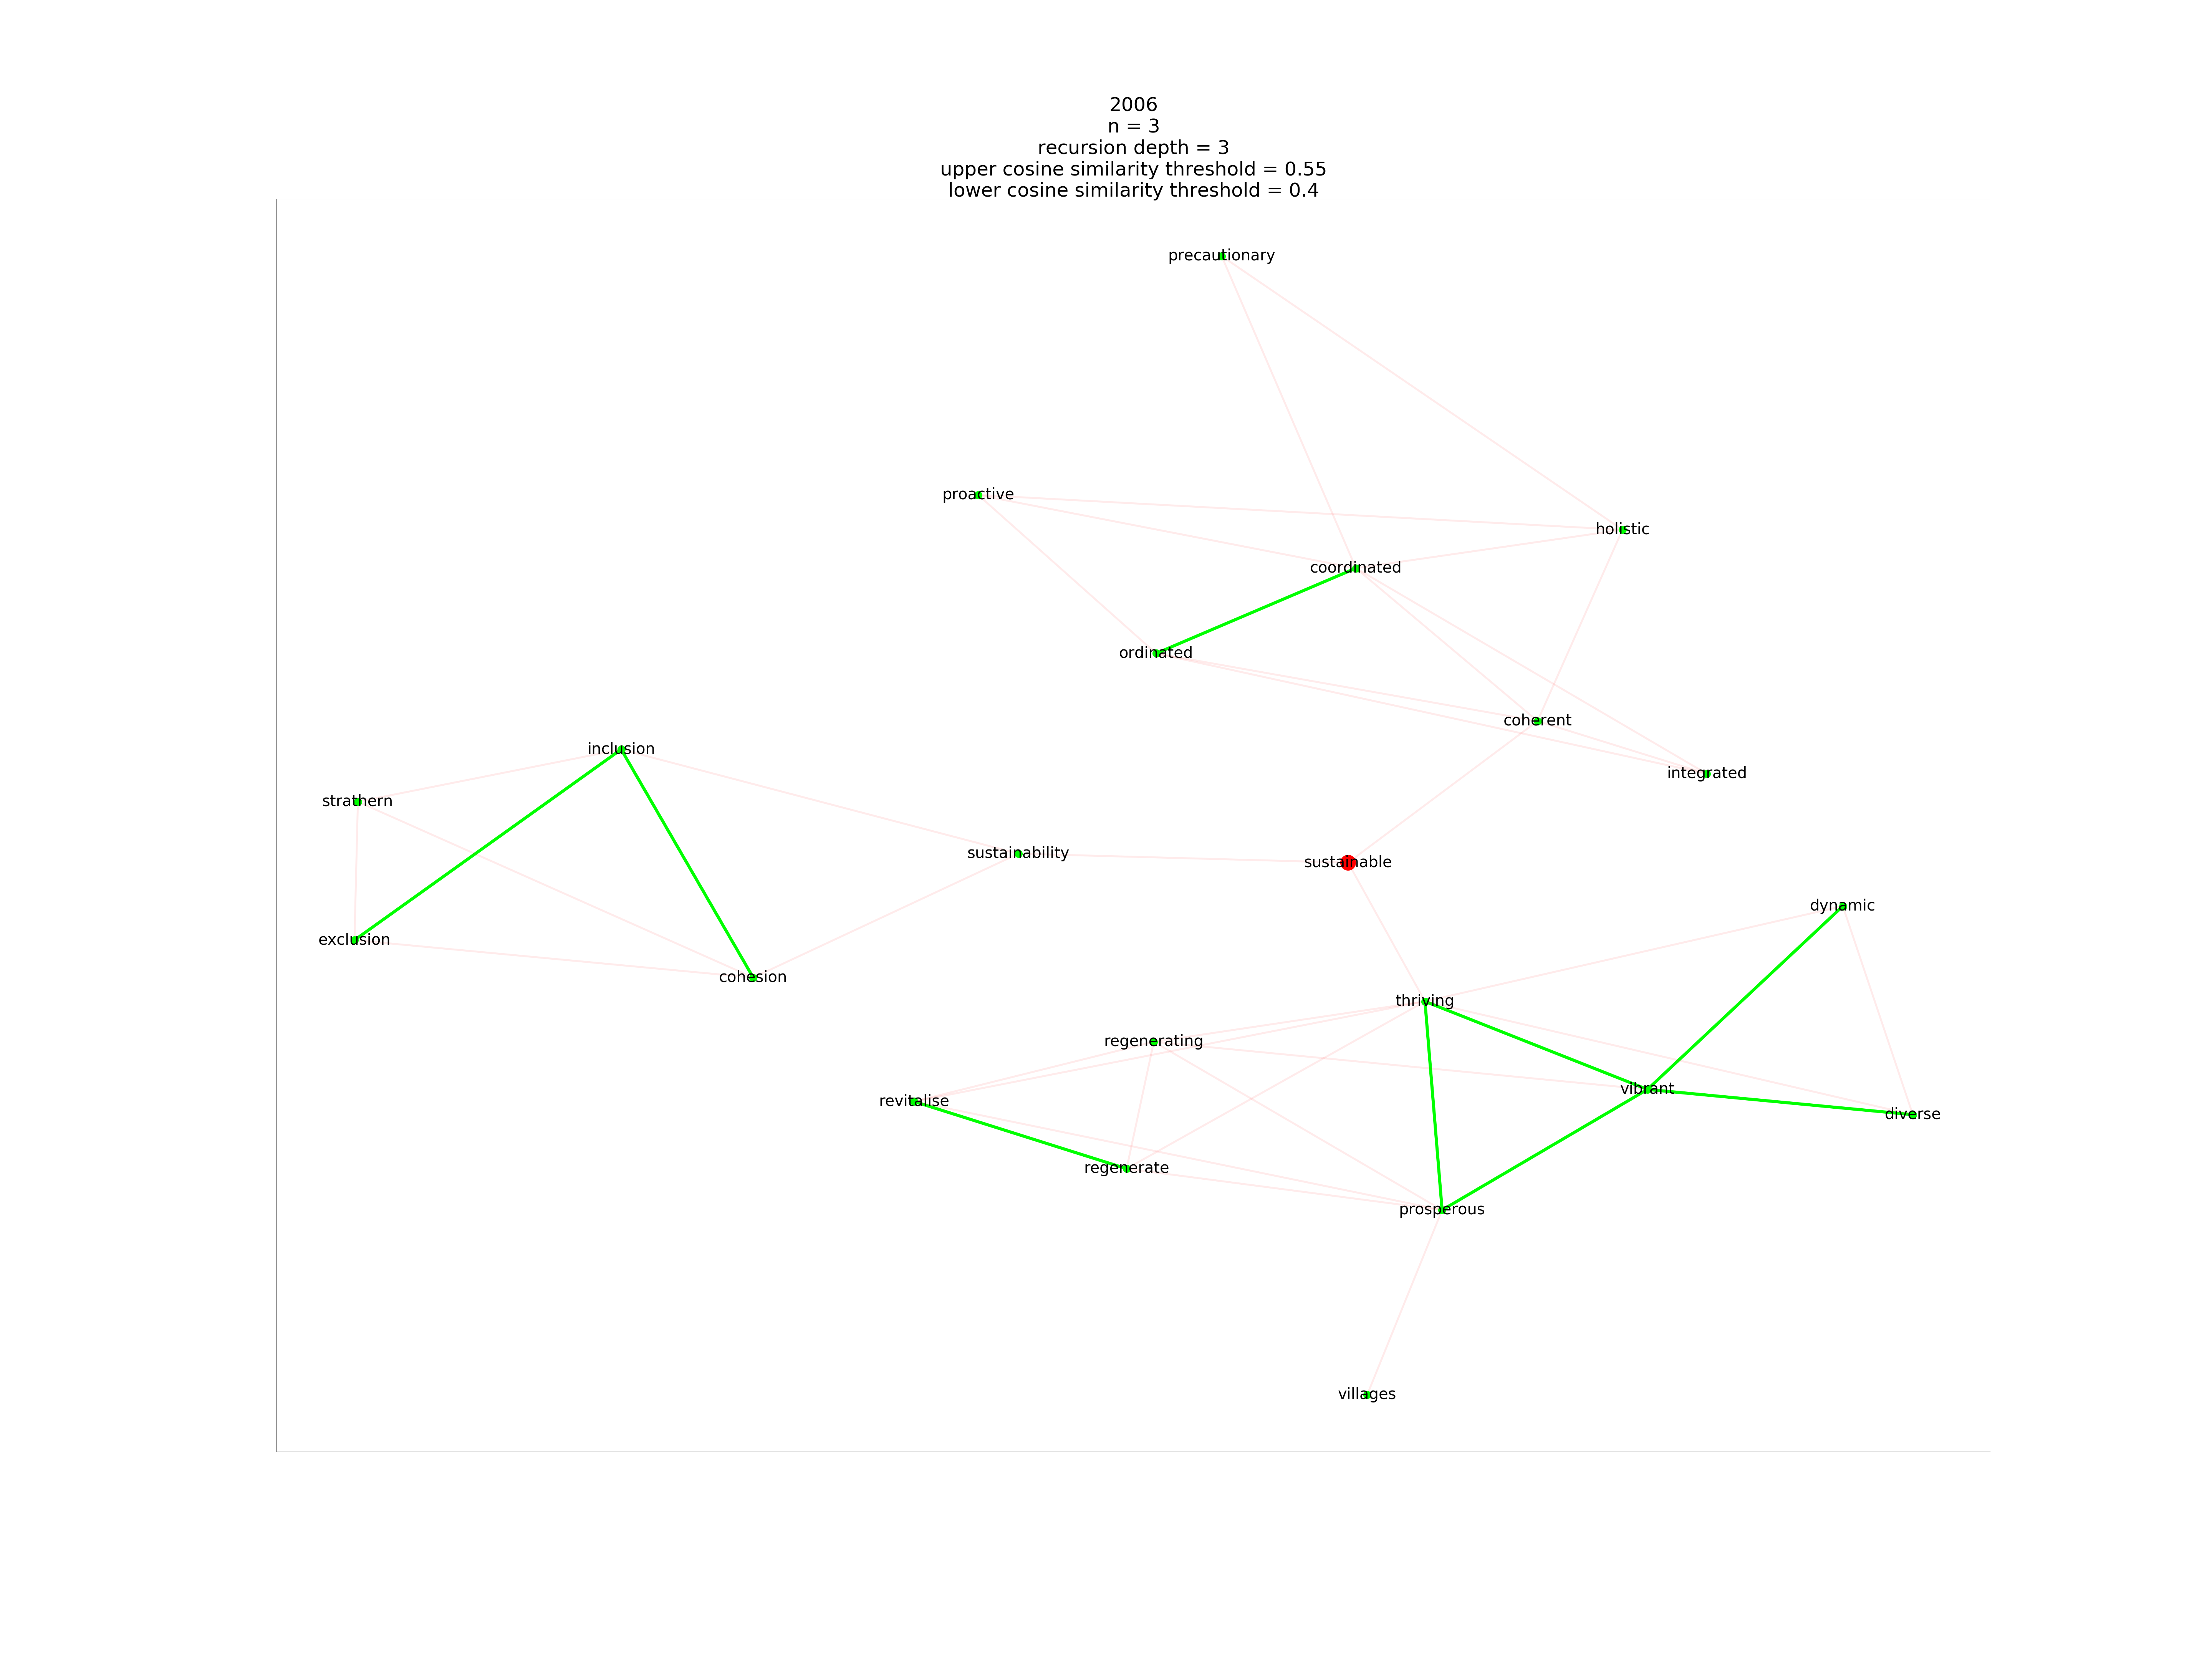 2006
n = 3
recursion depth = 3
upper cosine similarity threshold = 0.55
lower cosine similarity threshold = 0.4
precautionary
proactive
holistic
coordinated
ordinated
coherent
inclusion
integrated
strathern
sustainability
sustainable
dynamic
exclusion
cohesion
thriving
regenerating
vibrant
revitalise
diverse
regenerate
prosperous
villages